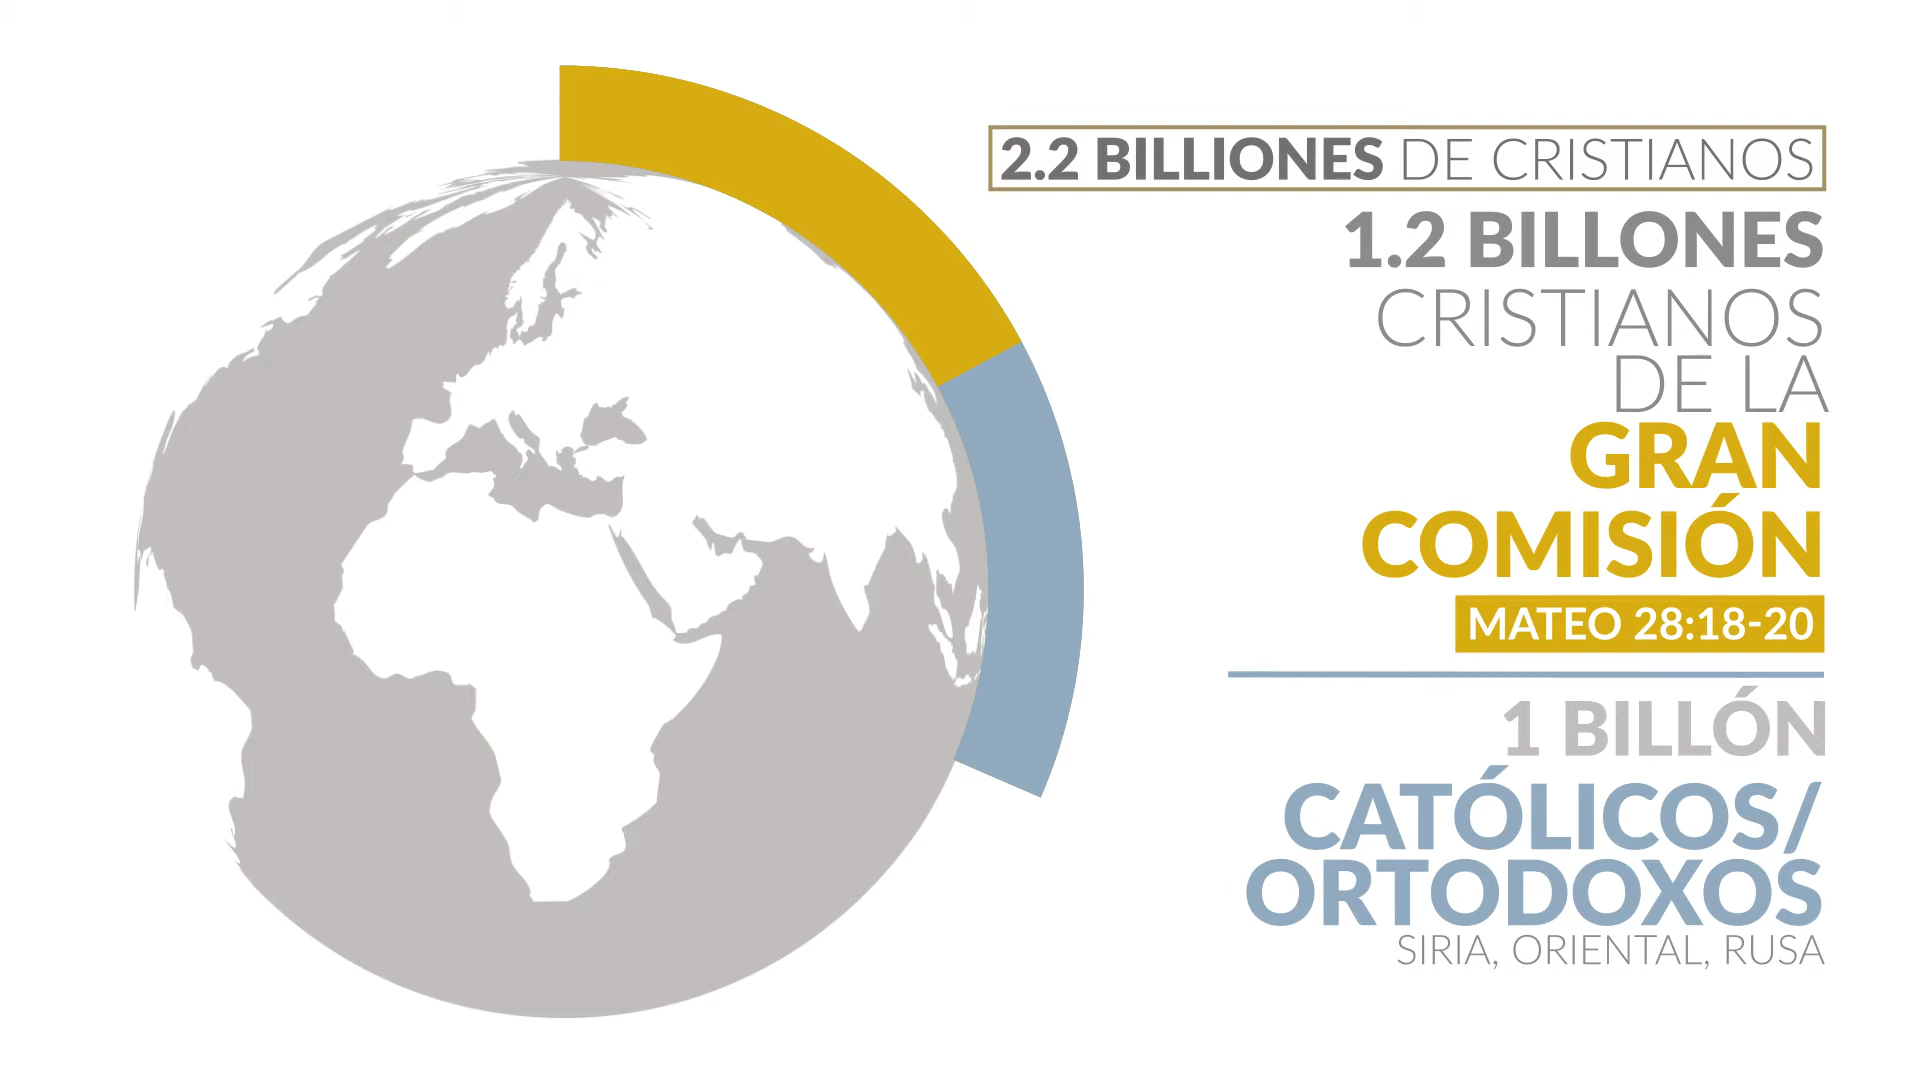 2.2 BILLIONES DE CRISTIANOS
1.2 BILLONES
CRISTIANOS
DE LA
GRAN
COMISIÓN
MATEO 28:18-20
1 BILLÓN
CATÓLICOS/
ORTODOXOS
SIRIA, ORIENTAL, RUSA